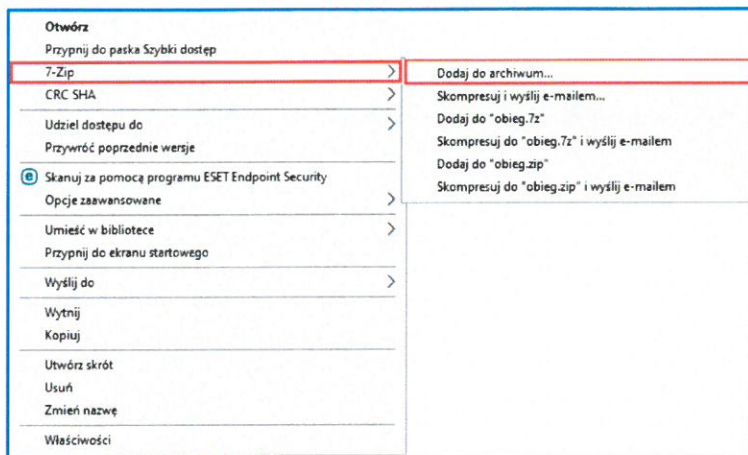 Otwórz
Przypnij do paska Szybki dostęp
7-Zip
CRC SHA
Udziel dostępu do
Przywróć poprzednie wersje
Skanuj za pomocą programu ESET Endpoint Security
Opcje zaawansowane
Umieść w bibliotece
Przypnij do ekranu startowego
Wyślij do
Wytnij
Kopiuj
Utwórz skrót
Usuń
Zmień nazwę
Właściwości
Dodaj do archiwum...
Skompresuj i wyślij e-mailem...
Dodaj do "obieg.7z"
Skompresuj do "obieg.7z" i wyślij e-mailem
Dodaj do "obieg.zip"
Skompresuj do "obieg.zip" i wyślij e-mailem